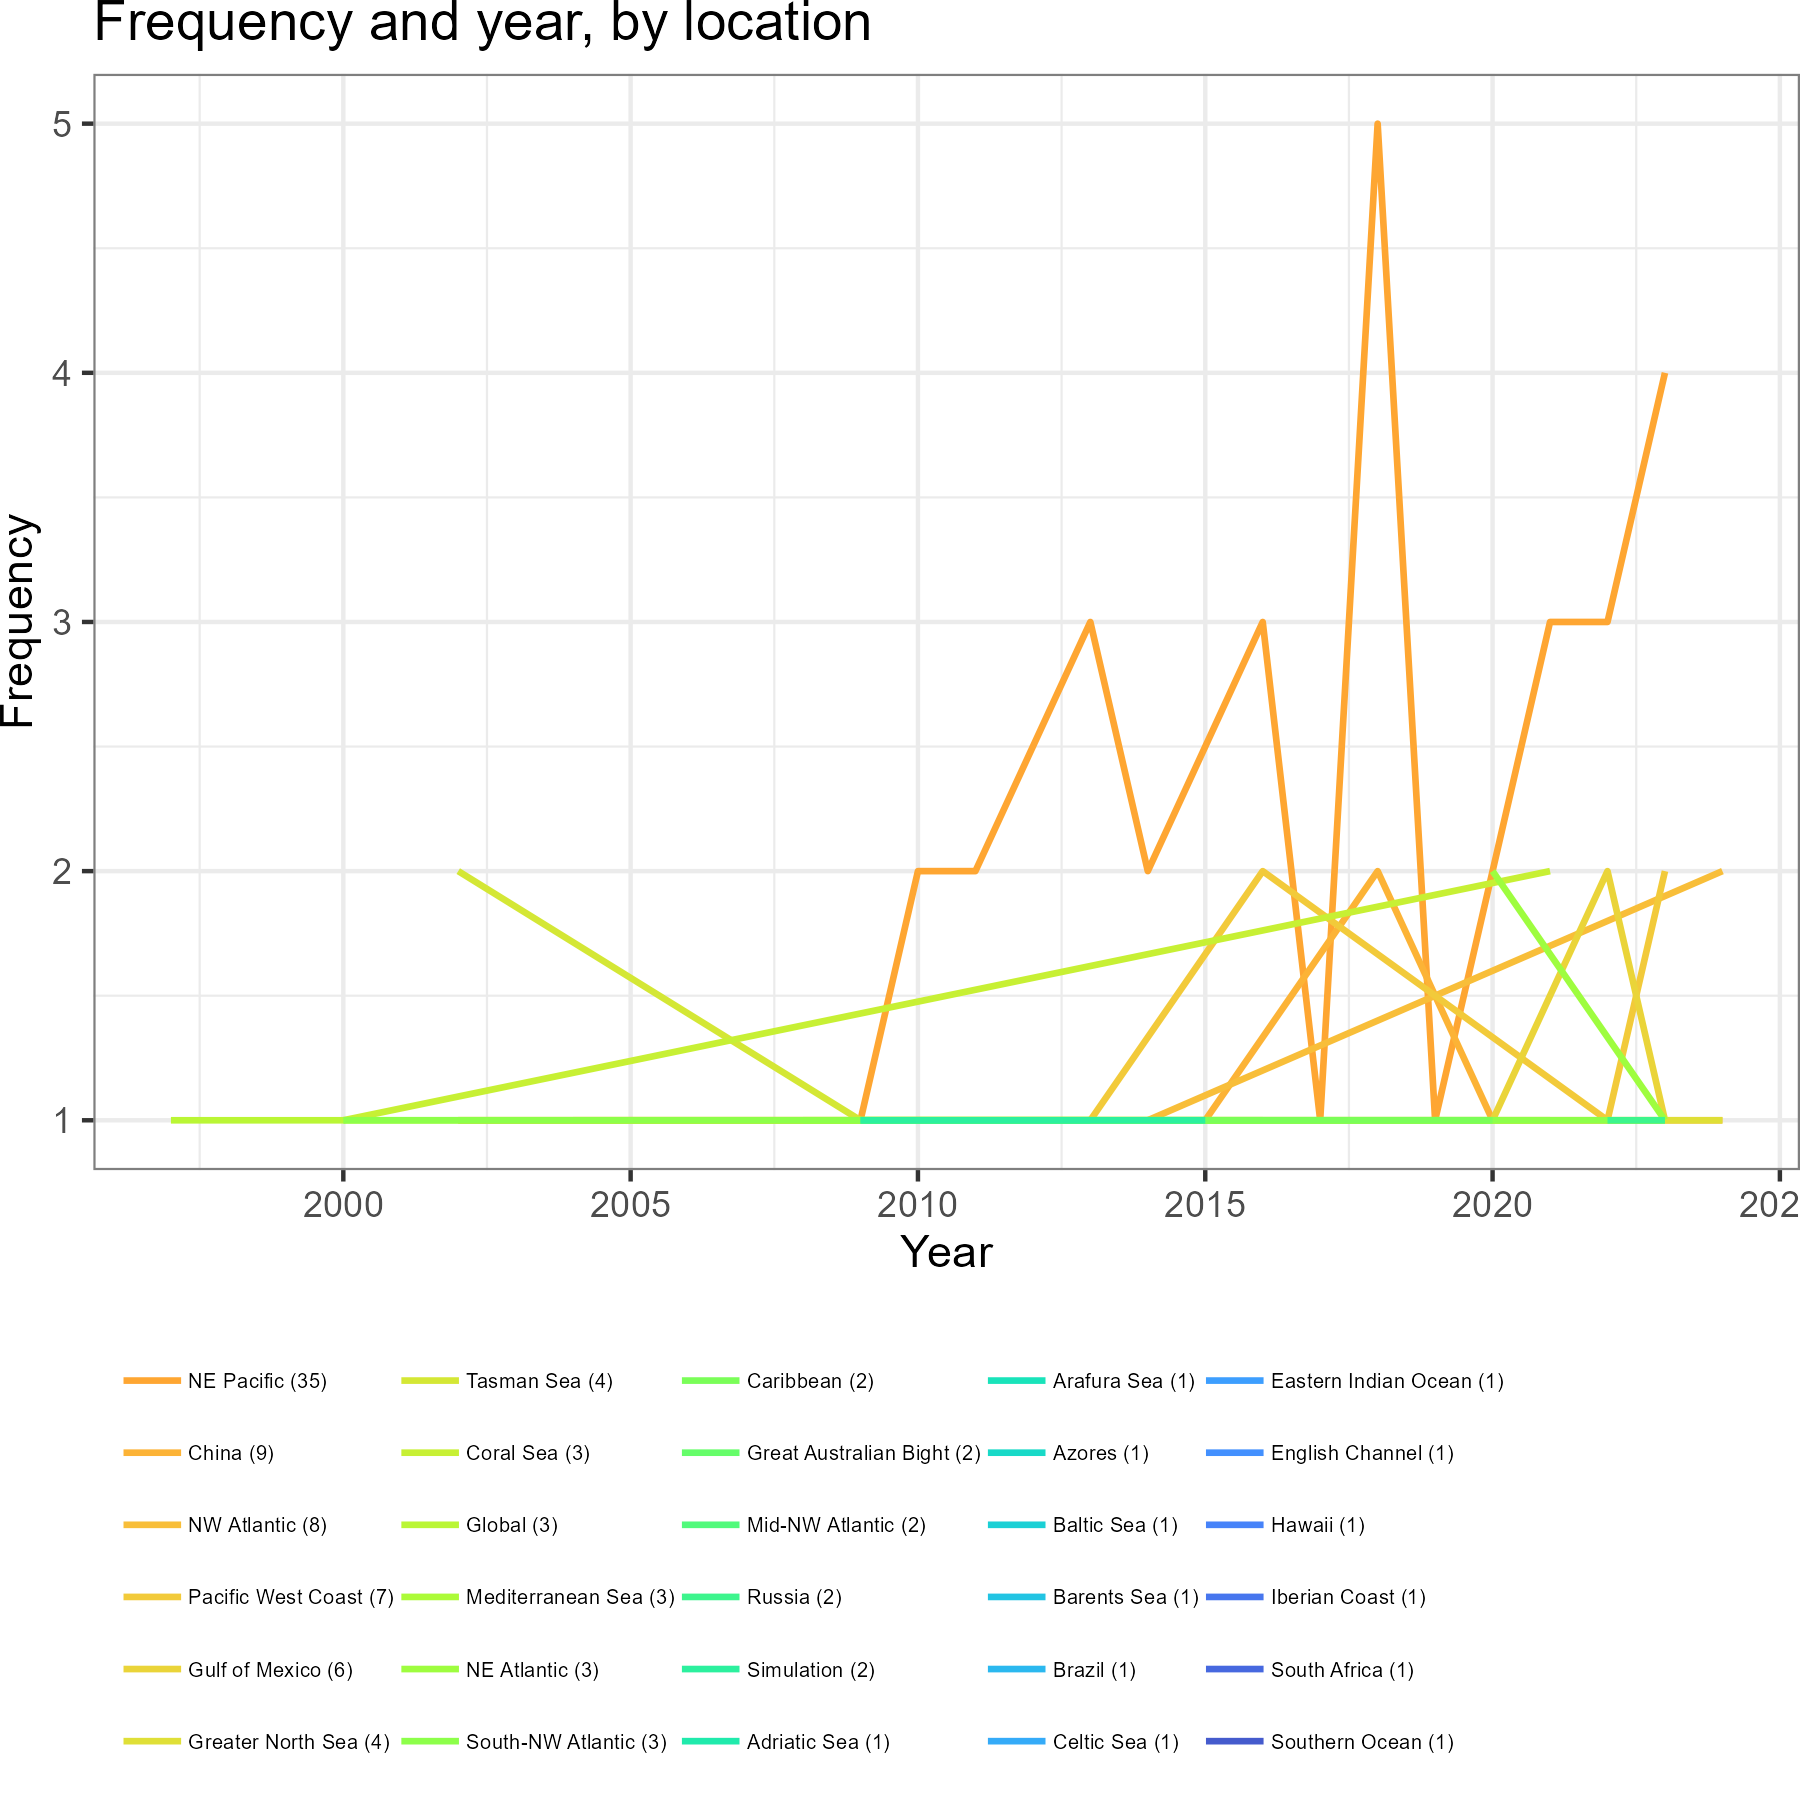 Frequency and year, by location
5
4
3
2
1
Frequency
2000 2005 2010 2015 2020 202
Year
NE Pacific (35) Tasman Sea (4) Caribbean (2) Arafura Sea (1) Eastern Indian Ocean (1)
China (9) Coral Sea (3) Great Australian Bight (2) Azores (1) English Channel (1)
NW Atlantic (8) Global (3) Mid-NW Atlantic (2) Baltic Sea (1) Hawaii (1)
Pacific West Coast (7) Mediterranean Sea (3) Russia (2) Barents Sea (1) Iberian Coast (1)
Gulf of Mexico (6) NE Atlantic (3) Simulation (2) Brazil (1) South Africa (1)
Greater North Sea (4) South-NW Atlantic (3) Adriatic Sea (1) Celtic Sea (1) Southern Ocean (1)